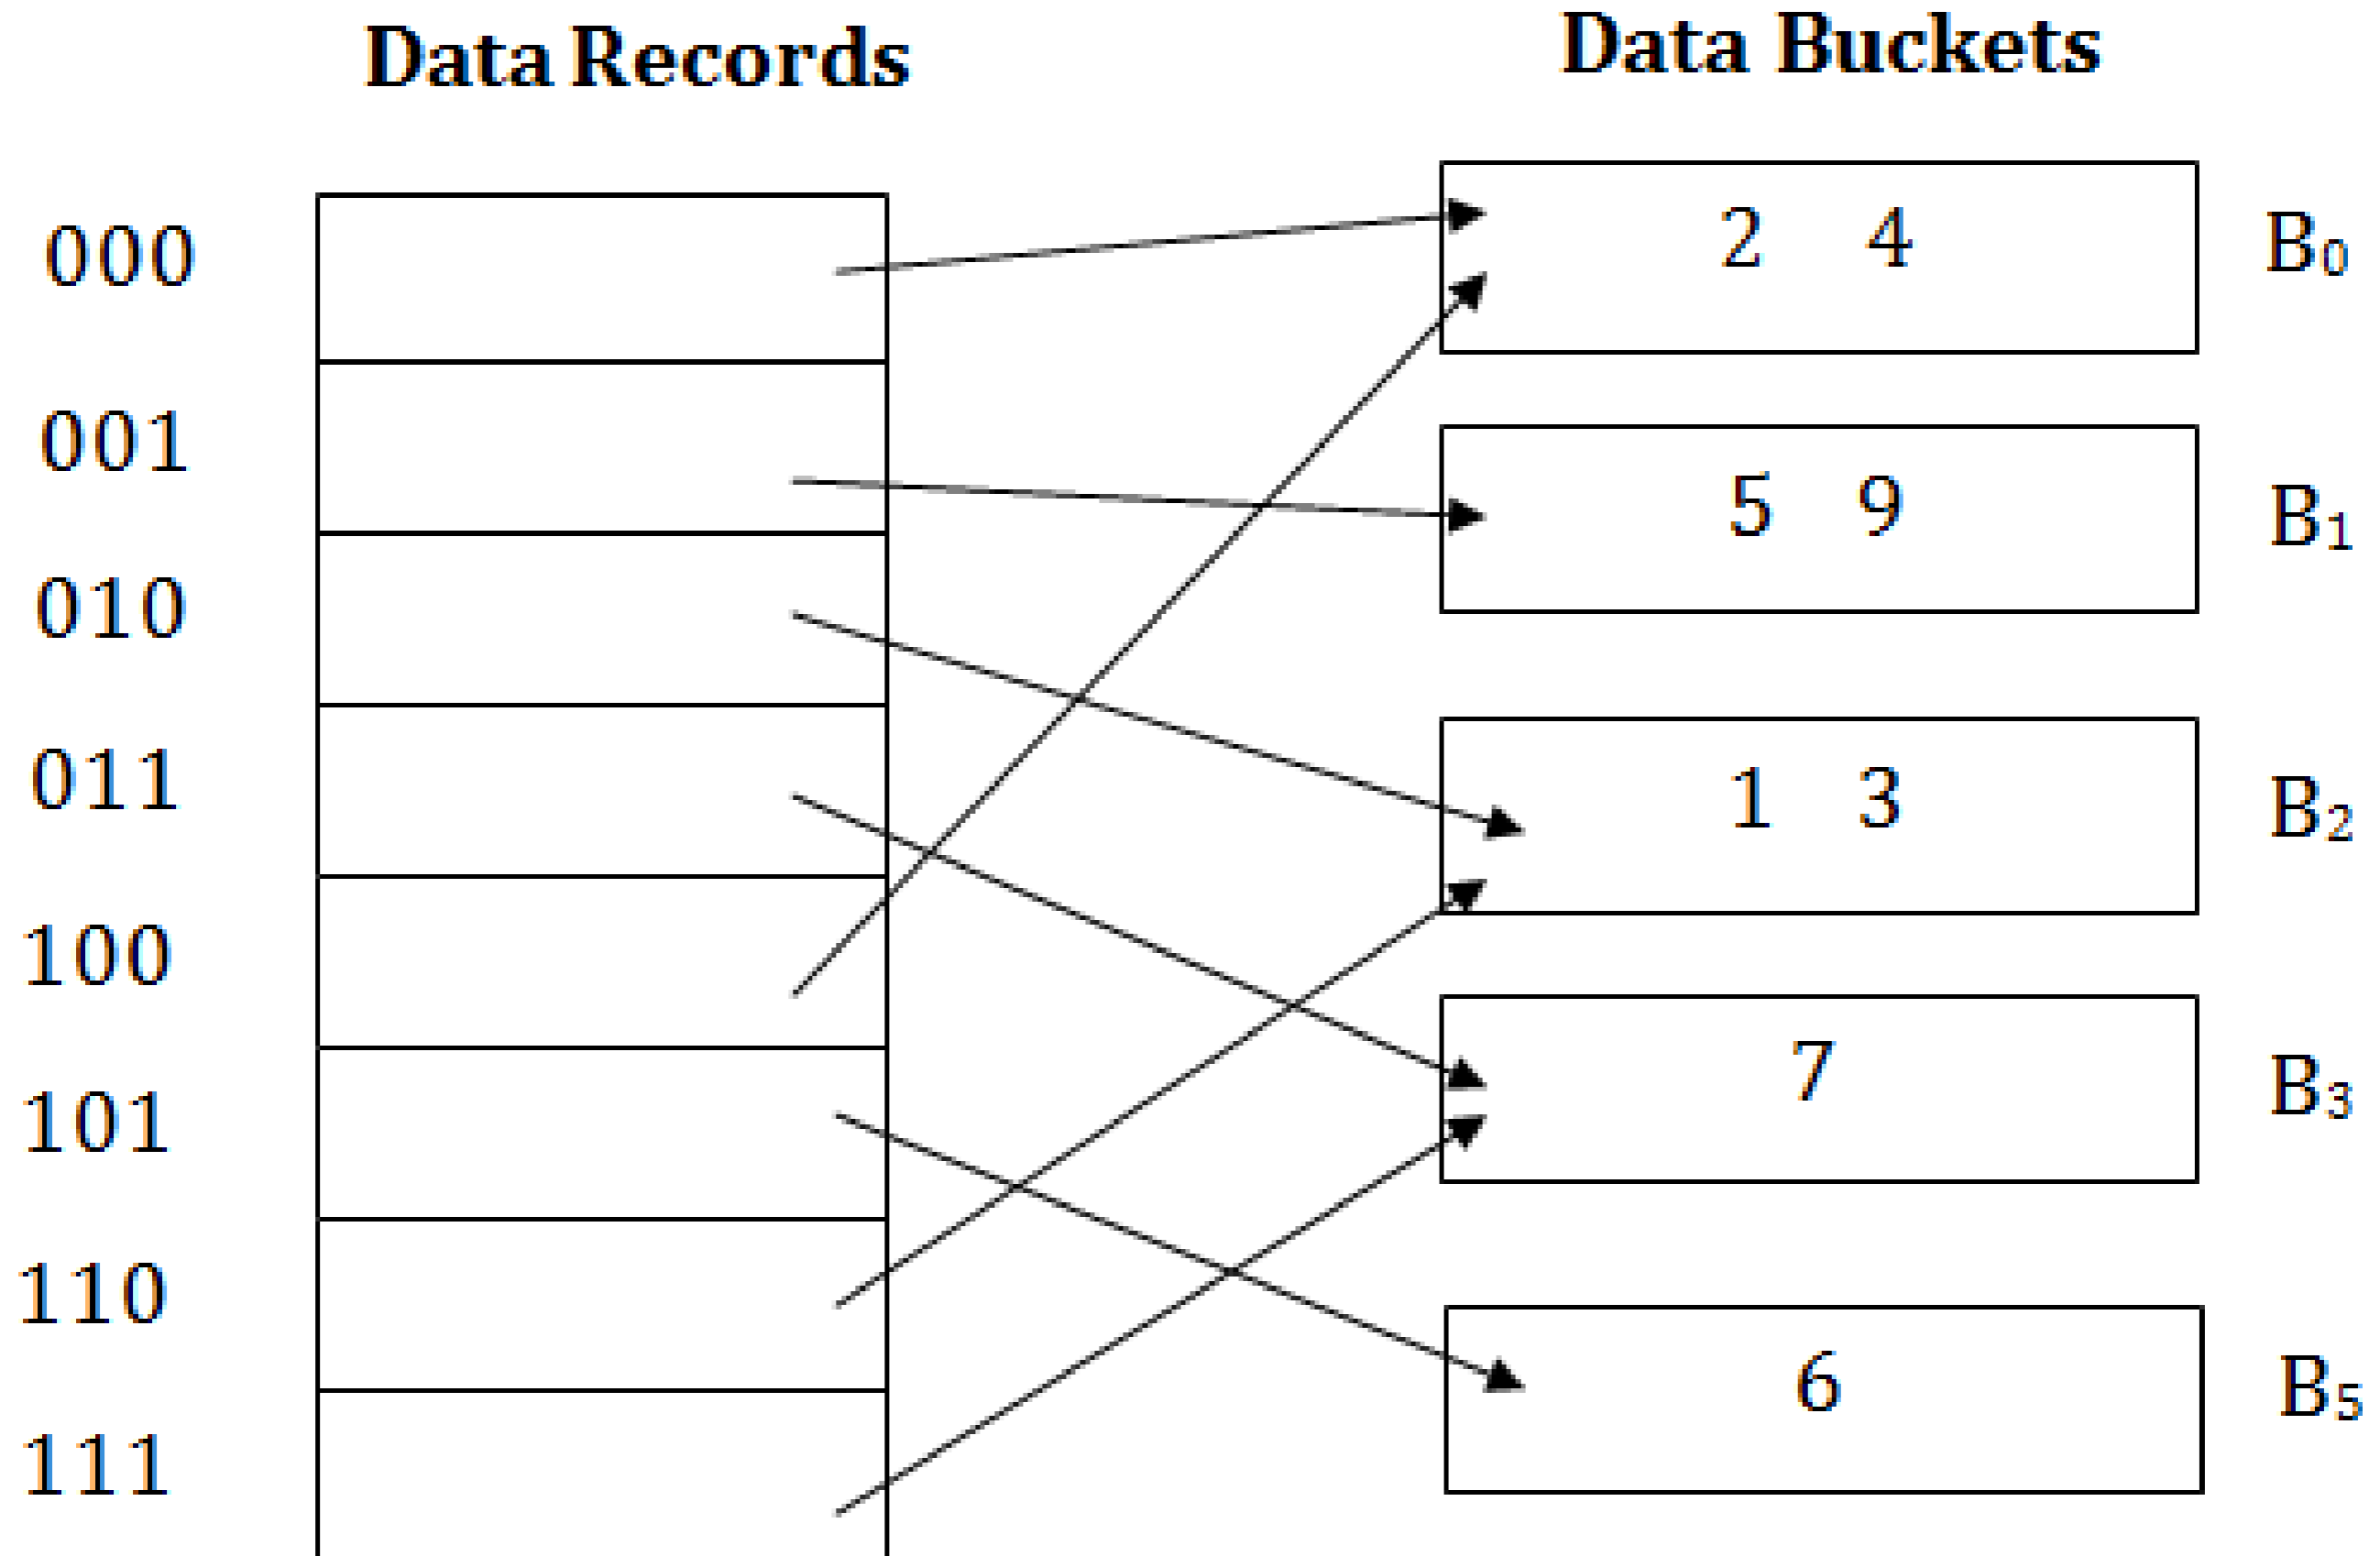 Data Records Data Buckets
000 2 4 B₀
001 5 9 B₁
010
011 1 3 B₂
100
101 7 B₃
110
111 6 B₅